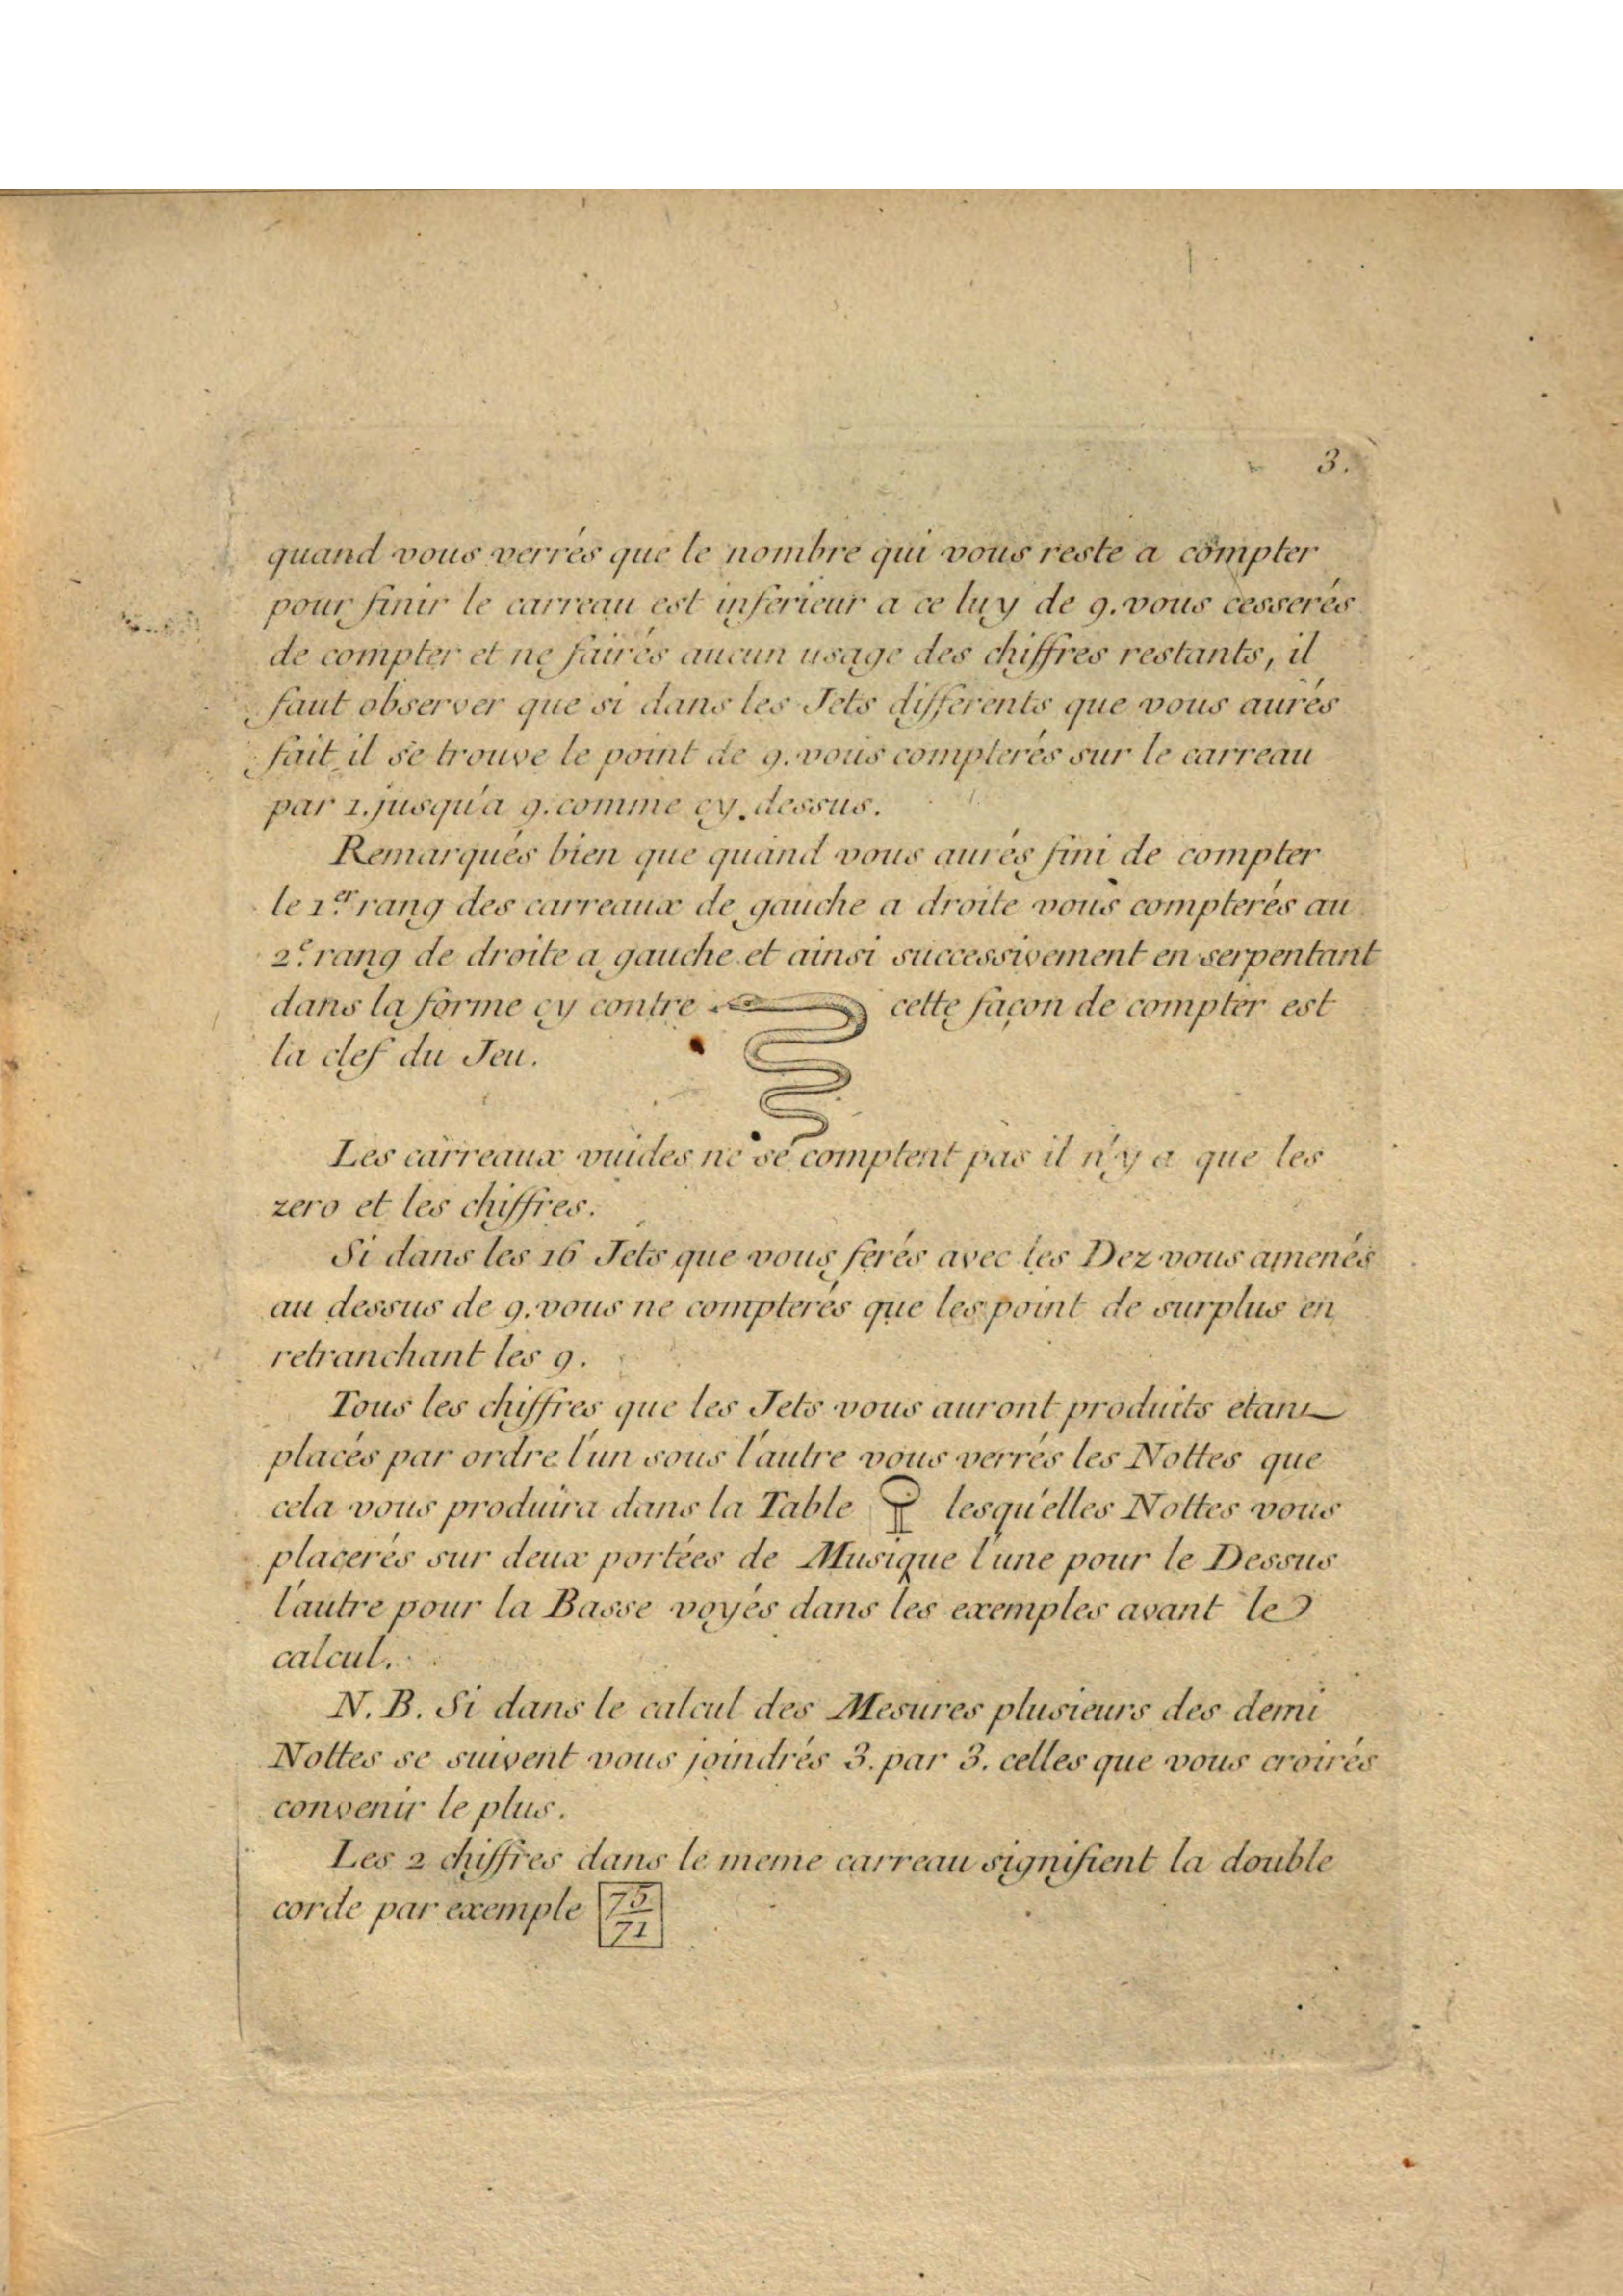 3.
quand vous verrés que le nombre qui vous reste a compter
pour finir le carreau est inferieur a ce luy de 9. vous cesserés
de compter et ne fairés aucun usage des chiffres restants, il
faut observer que si dans les Jets differents que vous aurés
fait il se trouve le point de 9. vous compterés sur le carreau
par 1. jusqu'a 9. comme cy. dessus.
Remarqués bien que quand vous aurés fini de compter
le 1er rang des carreaux de gauche a droite vous compterés au
2e. rang de droite a gauche et ainsi successivement en serpentant
dans la forme cy contre cette façon de compter est
la clef du Jeu.
Les carreaux vuides ne se comptent pas il n'y a que les
zero et les chiffres.
Si dans les 16 Jets que vous ferés avec les Dez vous amenés
au dessus de 9. vous ne compterés que les point de surplus en
retranchant les 9.
Tous les chiffres que les Jets vous auront produits etant
placés par ordre l'un sous l'autre vous verrés les Nottes que
cela vous produira dans la Table lesqu'elles Nottes vous
placerés sur deux portées de Musique l'une pour le Dessus
l'autre pour la Basse voyés dans les exemples avant le
calcul.
N.B. Si dans le calcul des Mesures plusieurs des demi
Nottes se suivent vous joindrés 3. par 3. celles que vous croirés
convenir le plus.
Les 2 chiffres dans le meme carreau signifient la double
corde par exemple 75
71